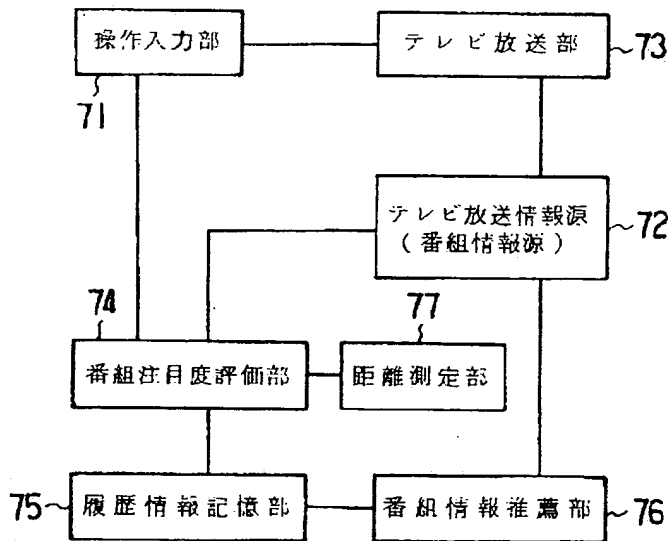 操作入力部
テレビ放送部
73
71
テレビ放送情報源
(番組情報源)
72
74
77
番組注目度評価部
距離測定部
75
履歴情報記憶部
番組情報推薦部
76